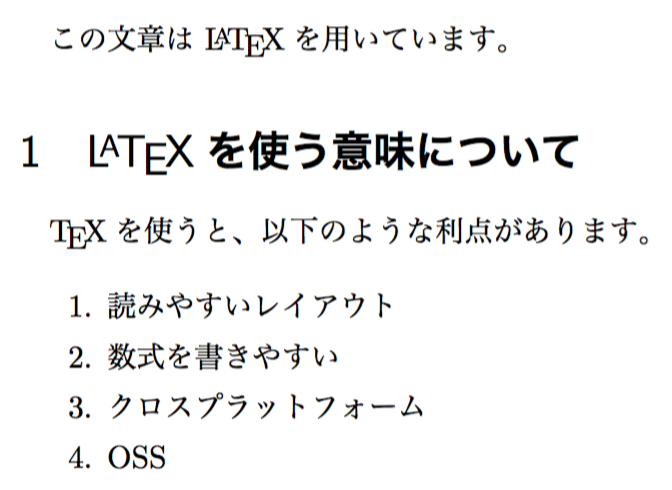 この文章は LATEX を用いています。
1 LATEX を使う意味について
TEX を使うと、以下のような利点があります。
1. 読みやすいレイアウト
2. 数式を書きやすい
3. クロスプラットフォーム
4. OSS